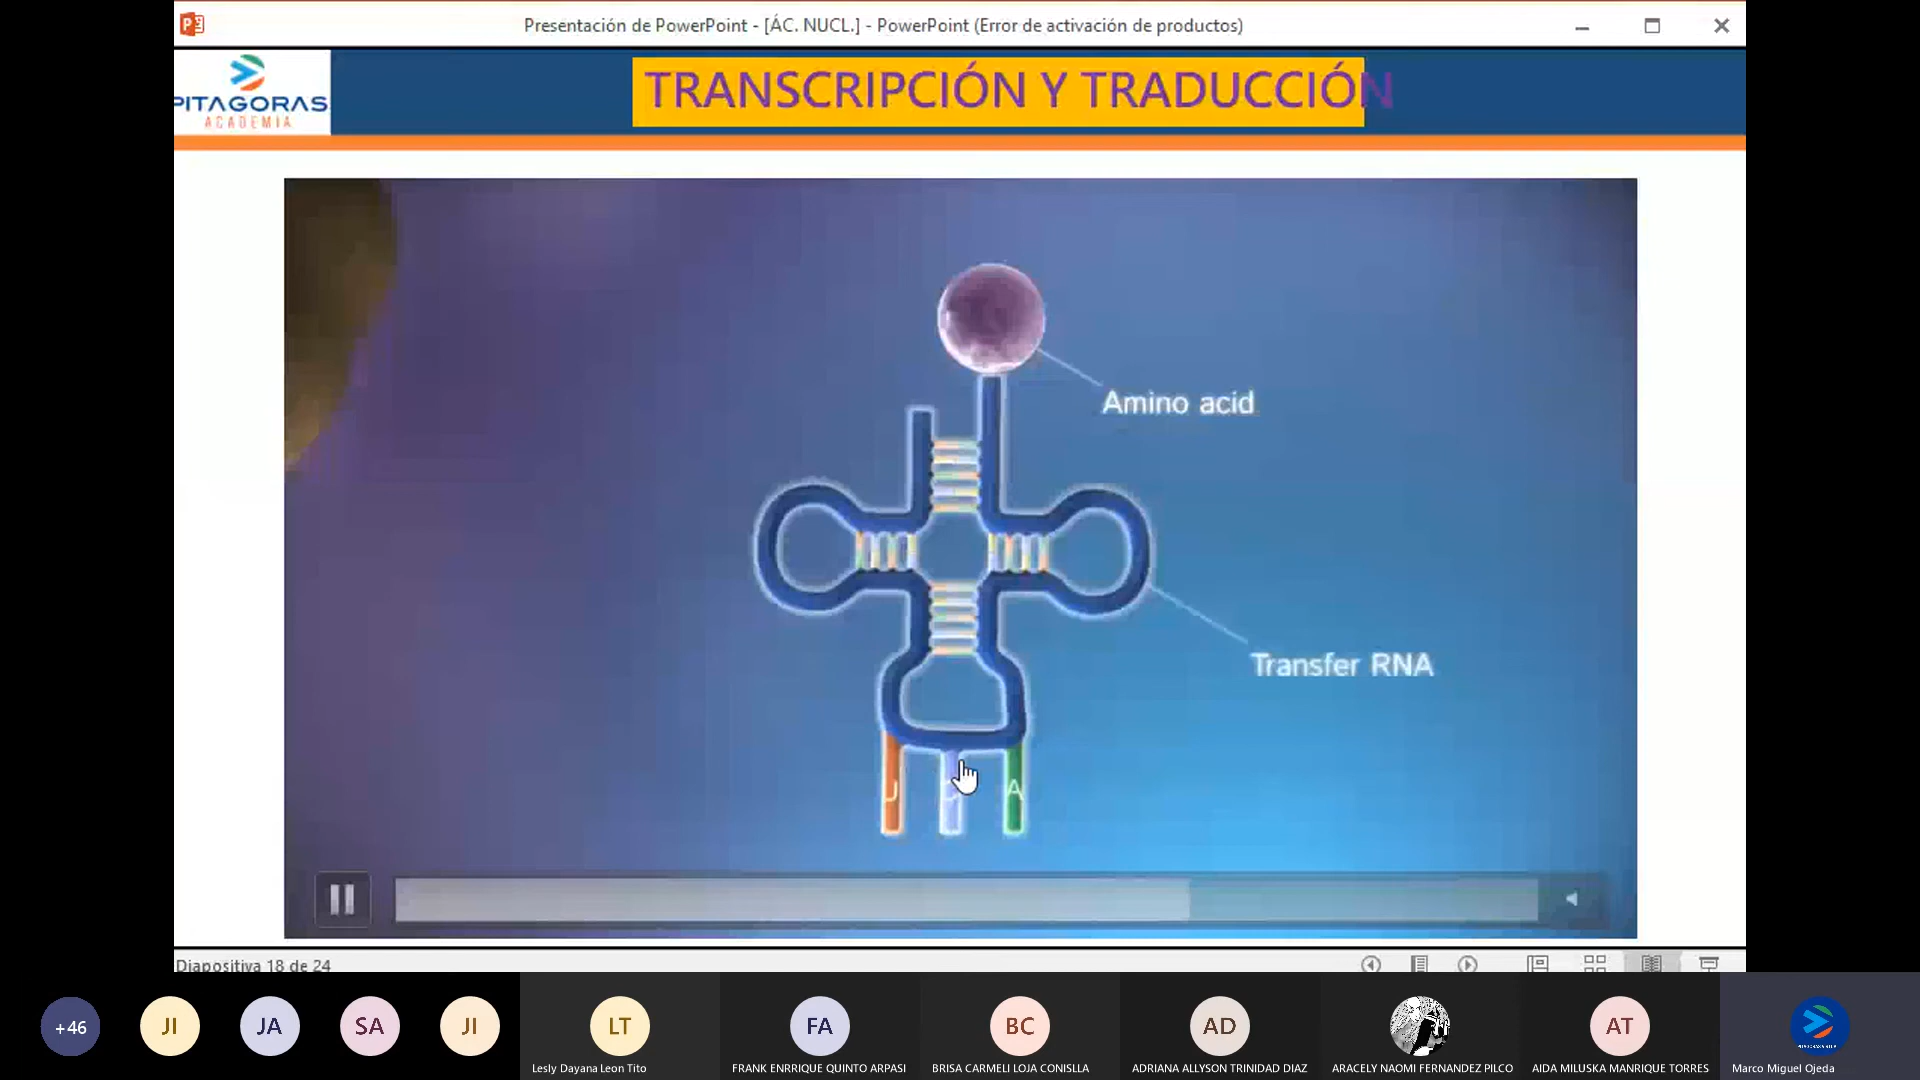 Presentación de PowerPoint - [ÁC. NUCL.] - PowerPoint (Error de activación de productos)
PITAGORAS
ACADEMIA
TRANSCRIPCIÓN Y TRADUCCIÓN
Amino acid
Transfer RNA
U A
Diapositiva 18 de 24
+46 JI JA SA JI LT FA BC AD AT
Lesly Dayana Leon Tito FRANK ENRRIQUE QUINTO ARPASI BRISA CARMELI LOJA CONISLLA ADRIANA ALLYSON TRINIDAD DIAZ ARACELY NAOMI FERNANDEZ PILCO AIDA MILUSKA MANRIQUE TORRES Marco Miguel Ojeda